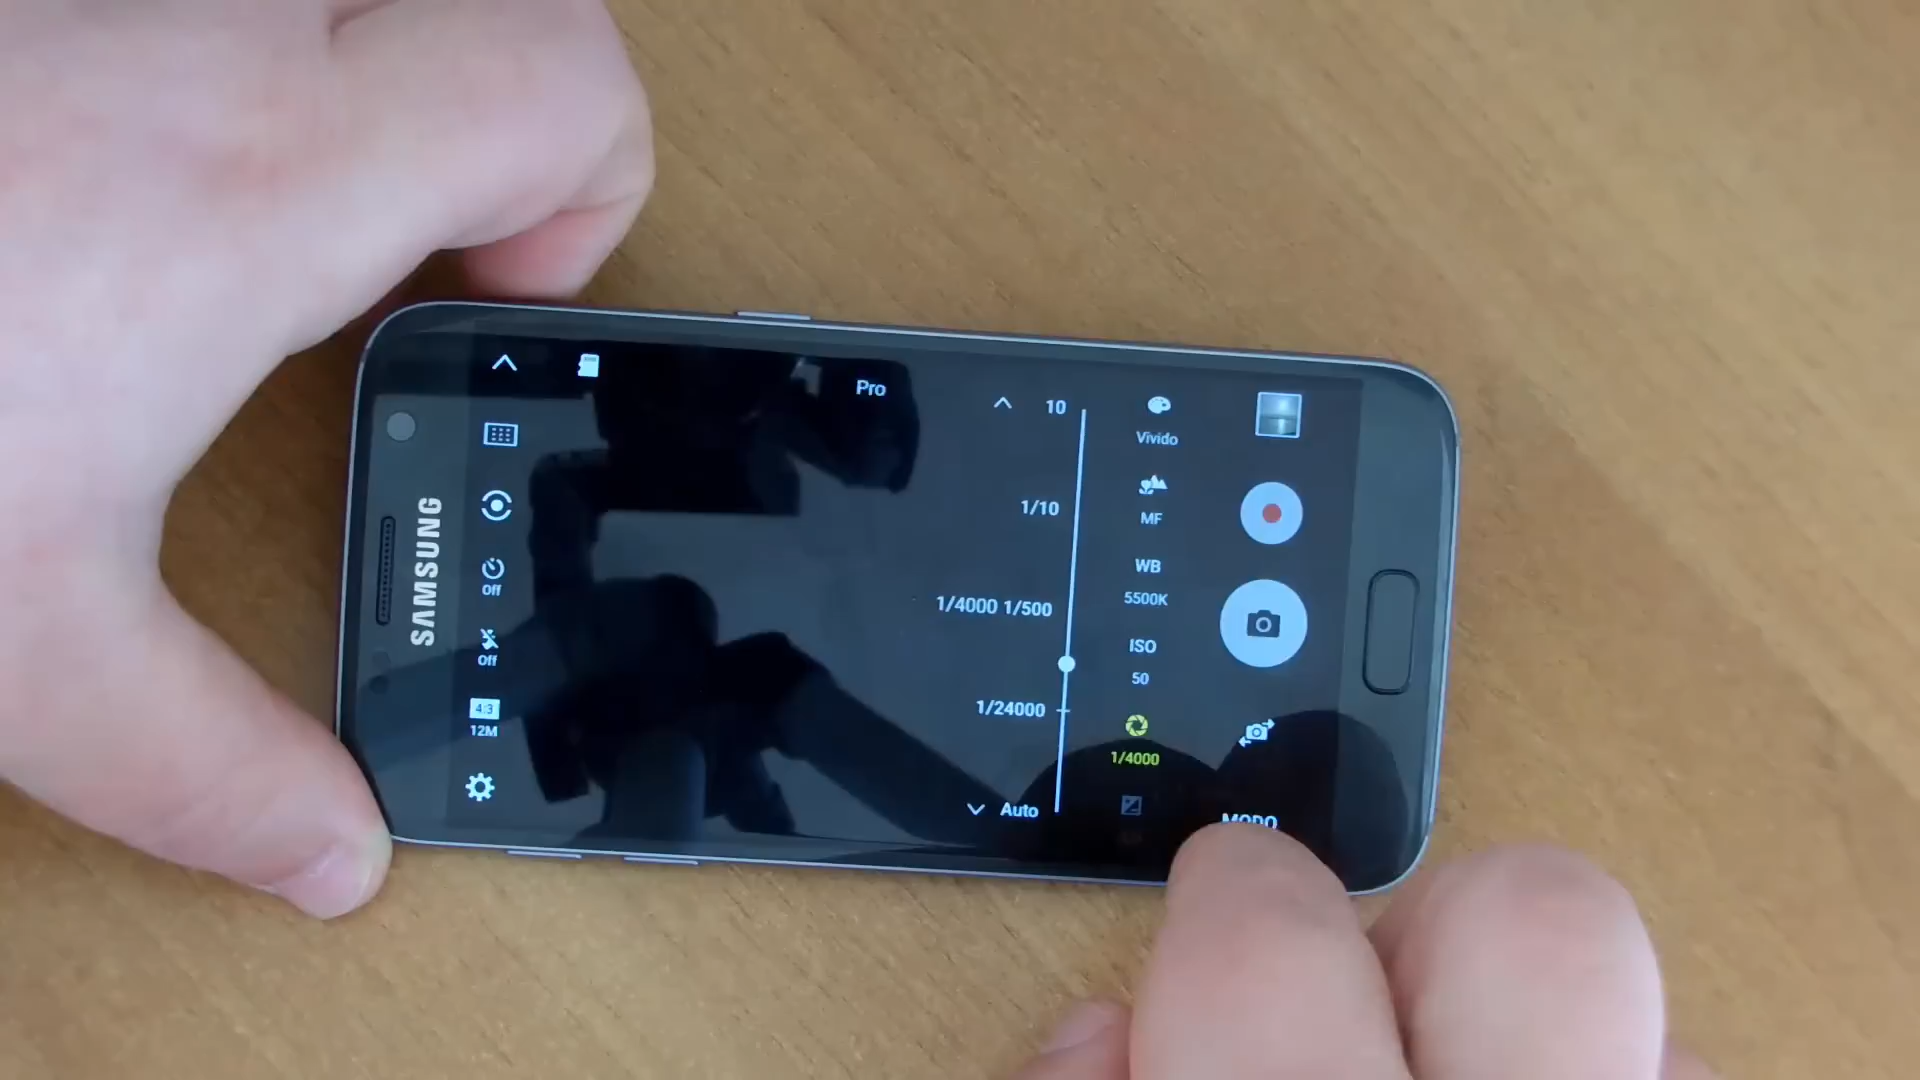 Pro
10
1/10
1/4000 1/500
1/24000
Auto
Vívido
MF
WB
5500K
ISO
50
1/4000
MODO
SAMSUNG
Off
Off
4:3
12M